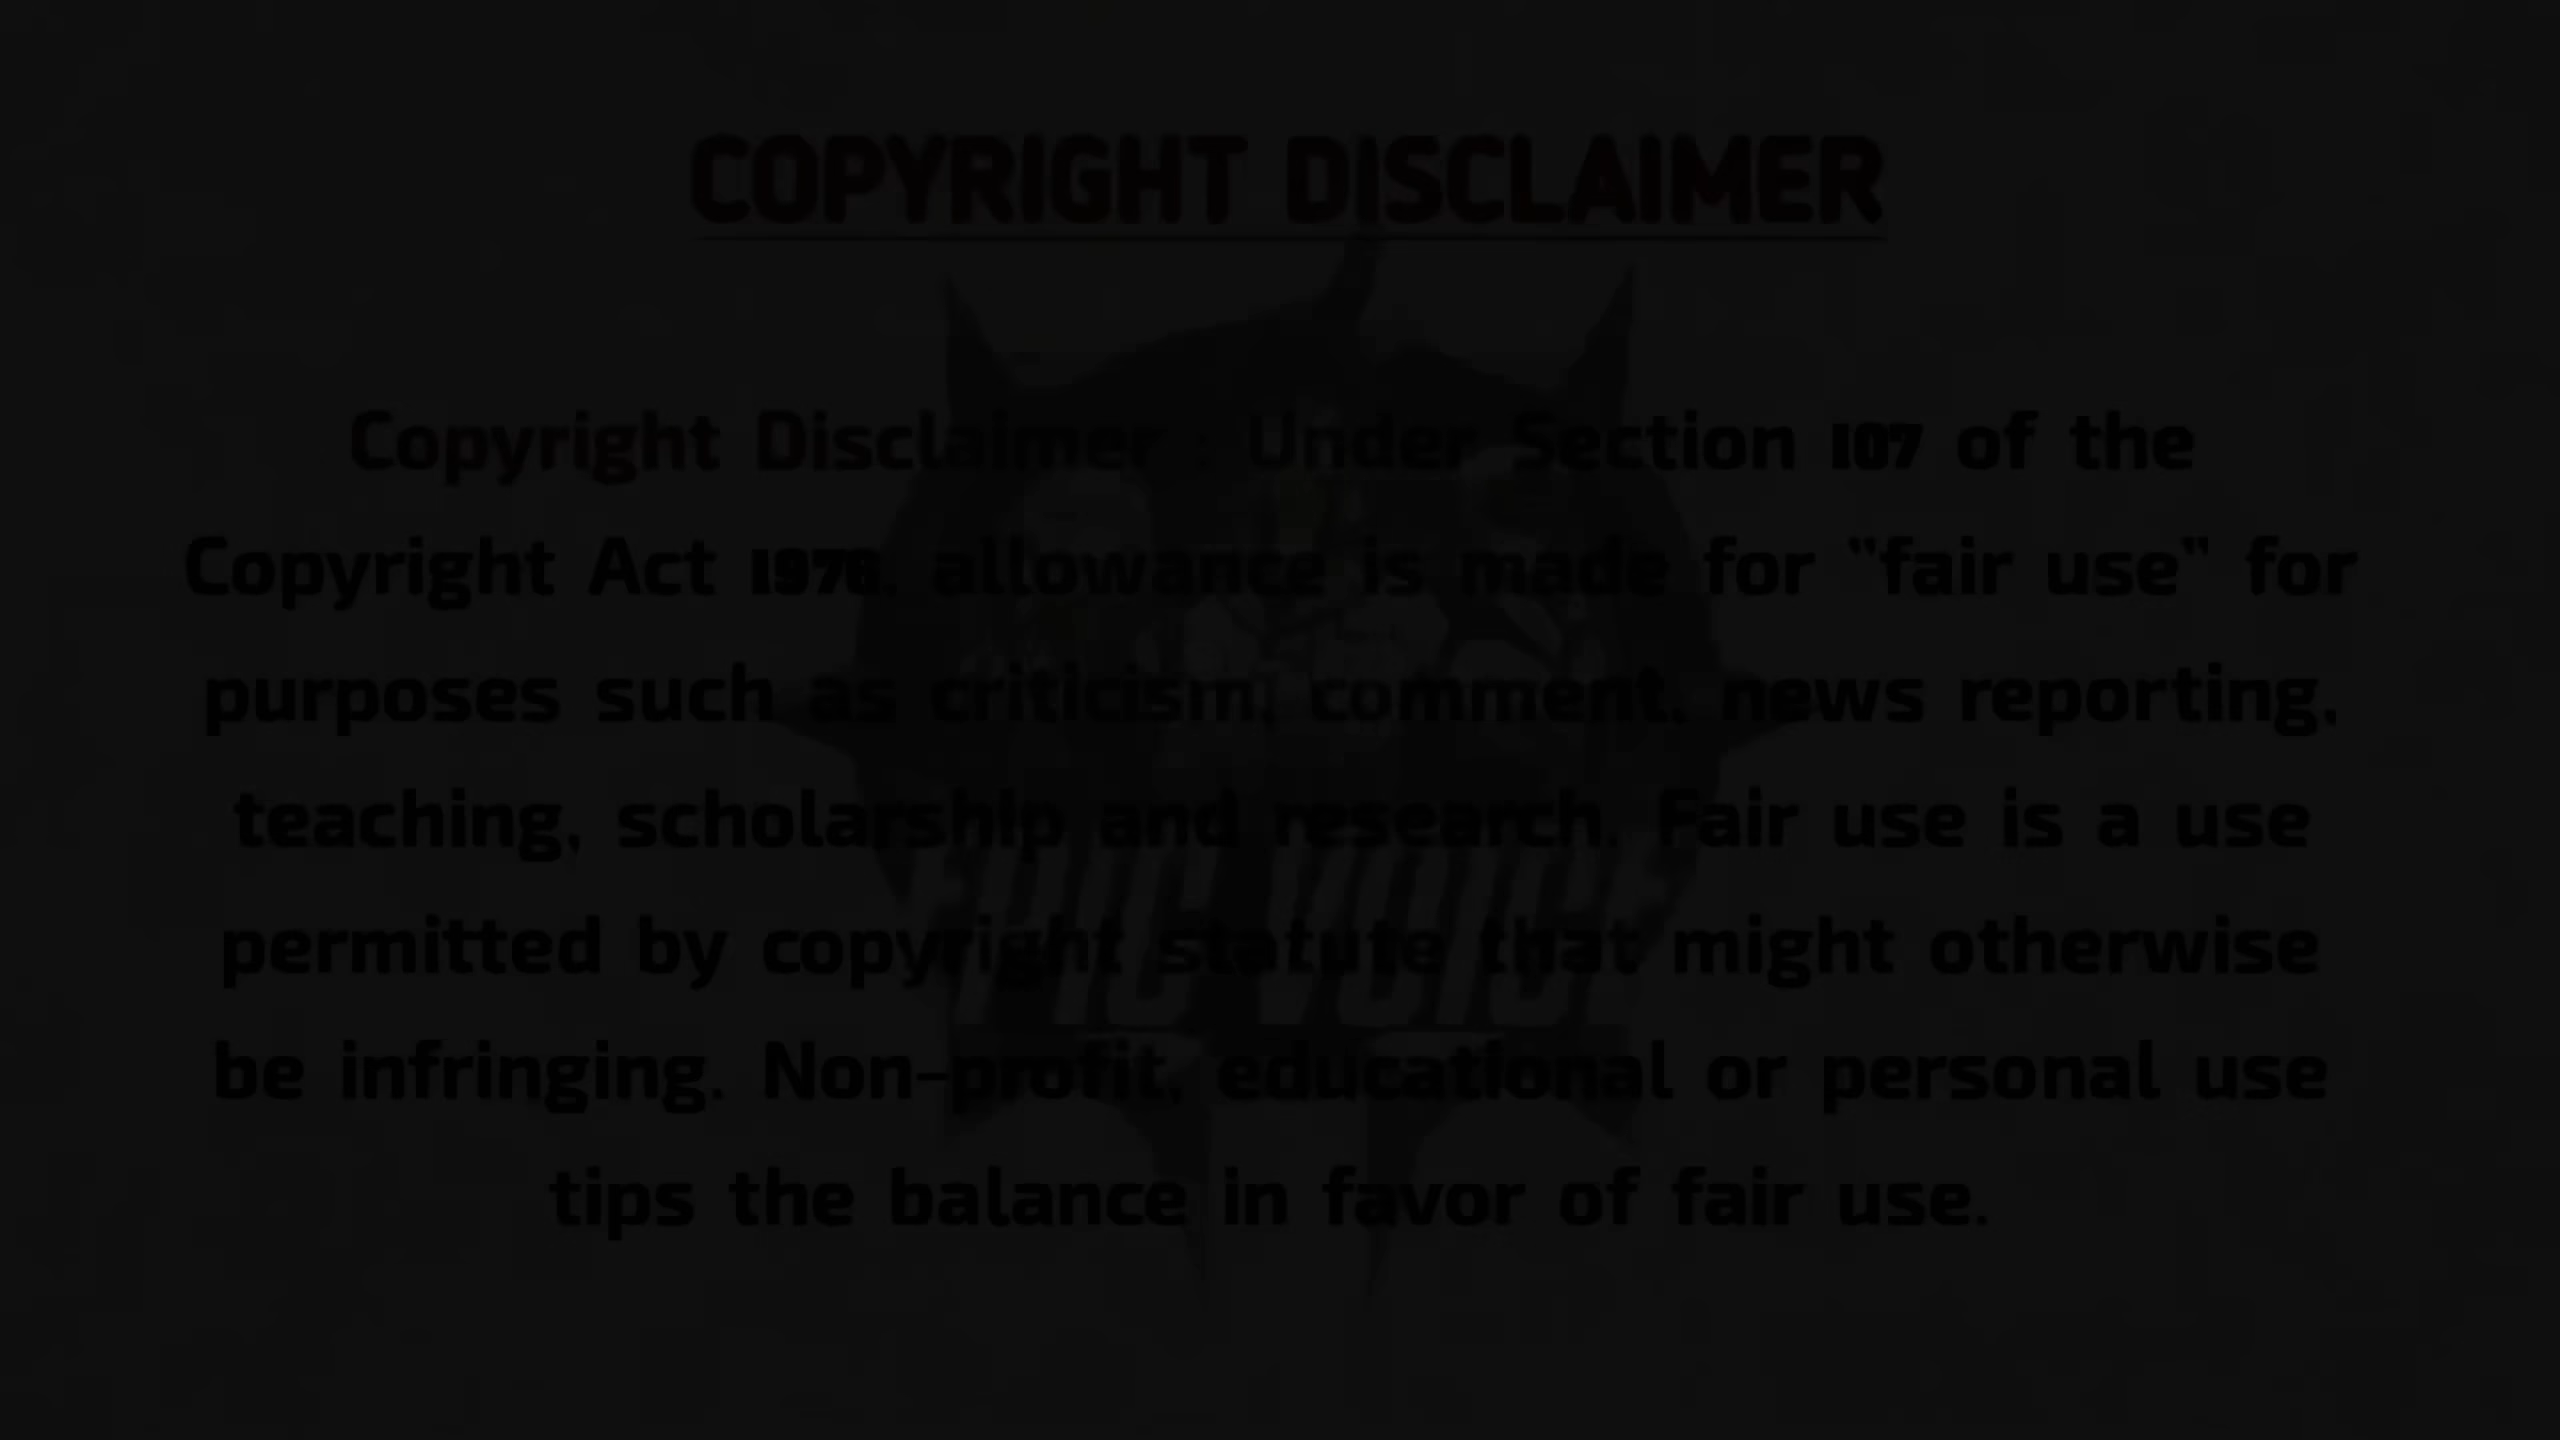 COPYRIGHT DISCLAIMER
Copyright Disclaimer : Under Section 107 of the
Copyright Act 1976, allowance is made for "fair use" for
purposes such as criticism, comment, news reporting,
teaching, scholarship and research. Fair use is a use
permitted by copyright statute that might otherwise
be infringing. Non-profit, educational or personal use
tips the balance in favor of fair use.